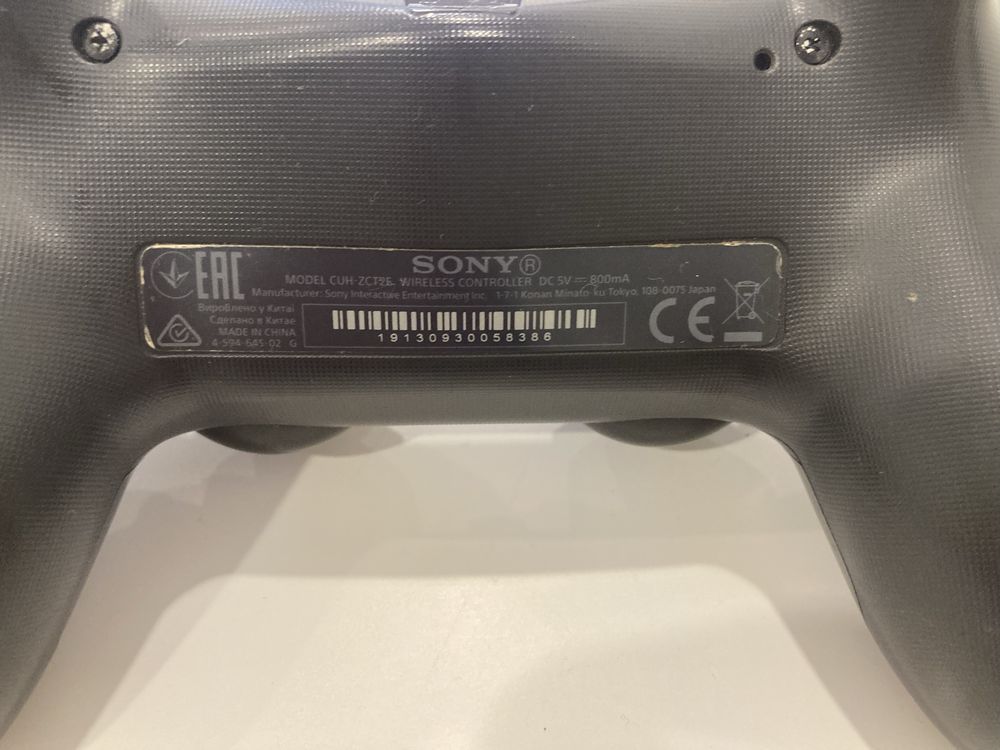 SONY®
EAC
MODEL CUH-ZCT2E WIRELESS CONTROLLER DC 5V⎓800mA
Manufacturer: Sony Interactive Entertainment Inc. 1-7-1 Konan Minato-ku Tokyo, 108-0075 Japan
Вироблено у Китаї
Сделано в Китае
MADE IN CHINA
4-594-645-02 G
19130930058386
CE